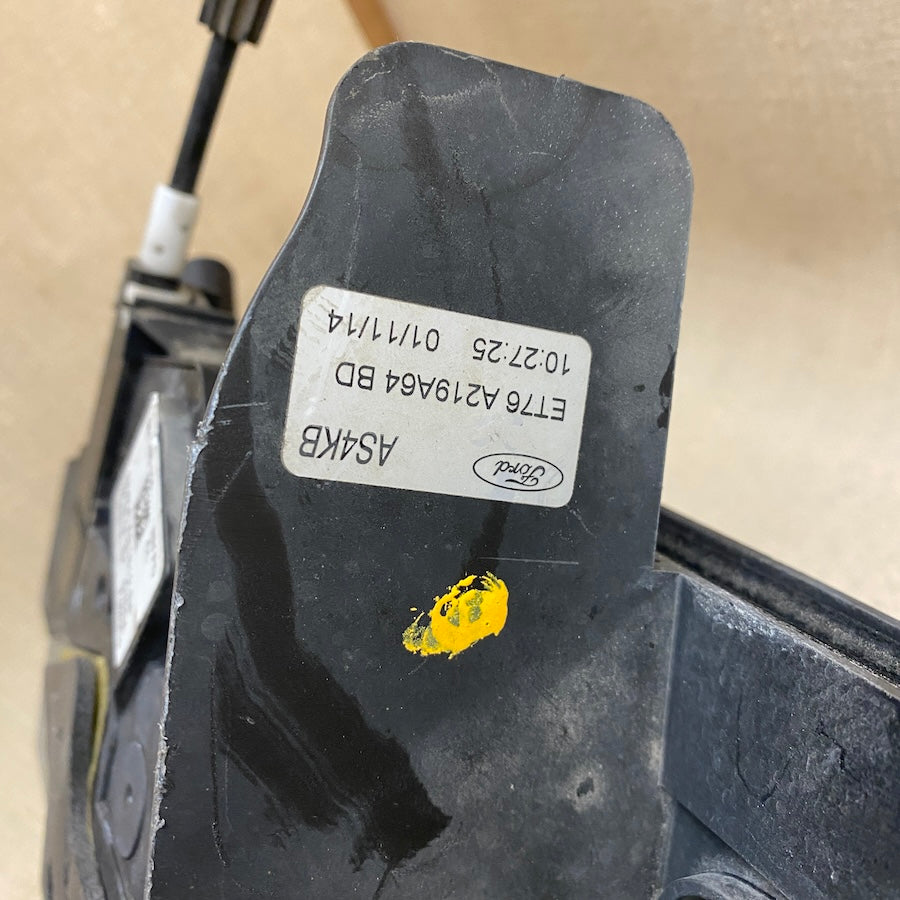 Ford AS4KB
ET76 A219A64 BD
10:27:25 01/11/14